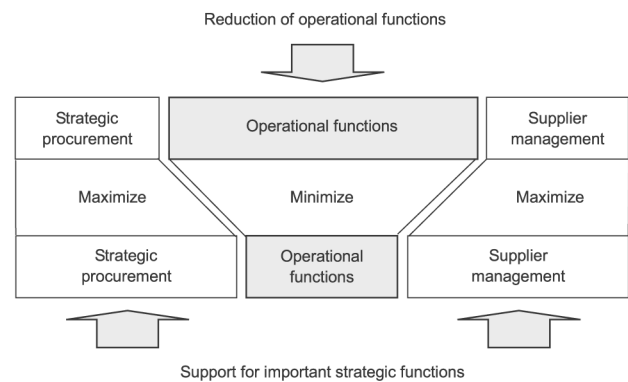 Reduction of operational functions
Strategic
procurement
Operational functions
Supplier
management
Maximize
Minimize
Maximize
Strategic
procurement
Operational
functions
Supplier
management
Support for important strategic functions